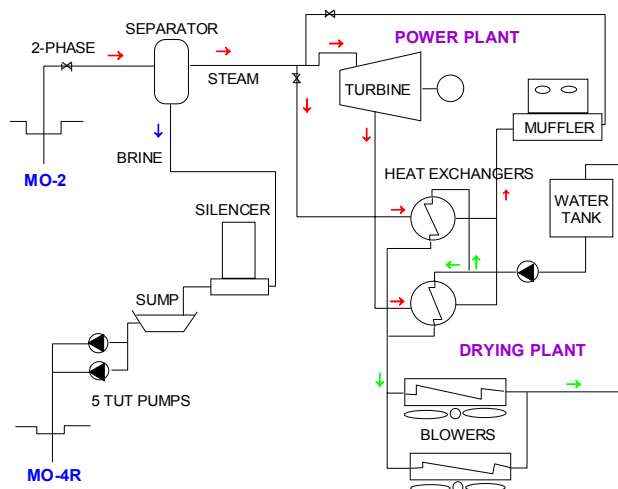 SEPARATOR
2-PHASE
STEAM
POWER PLANT
TURBINE
MUFFLER
BRINE
MO-2
HEAT EXCHANGERS
WATER
TANK
SILENCER
SUMP
DRYING PLANT
5 TUT PUMPS
BLOWERS
MO-4R